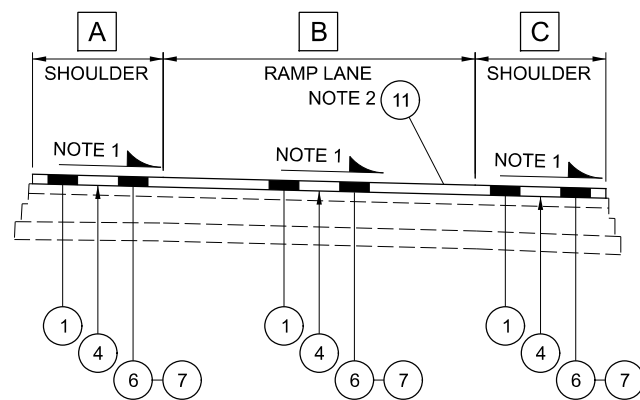 A B C
SHOULDER RAMP LANE SHOULDER
NOTE 2 11
NOTE 1 NOTE 1 NOTE 1
1 1 1
4 4 4
6 7 6 7 6 7